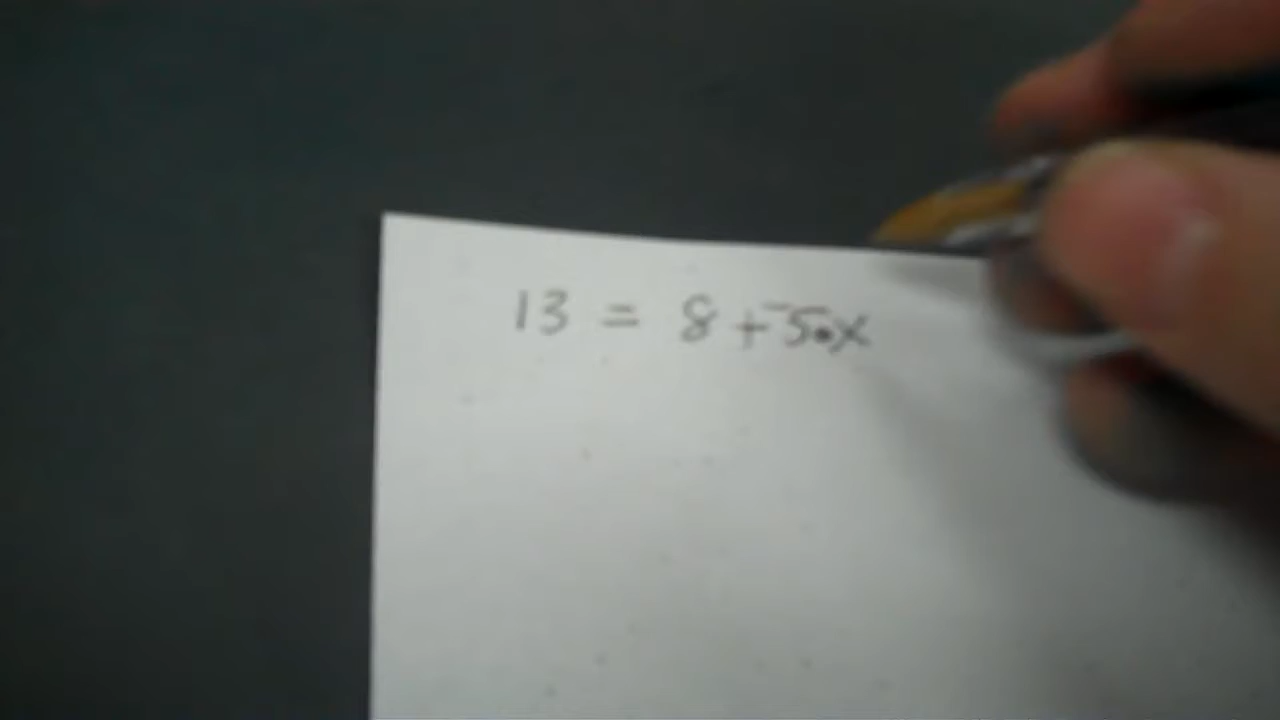 13 = 8 + ⁻5•x